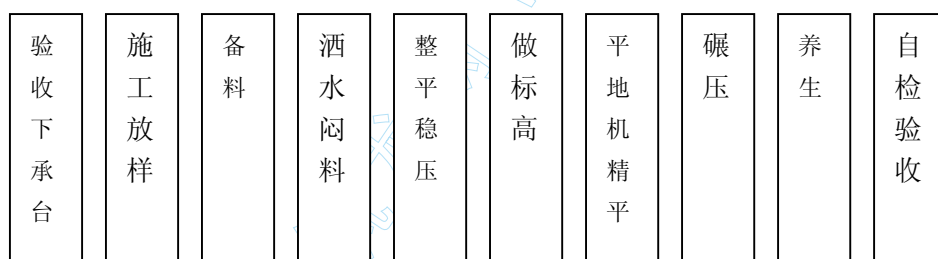 验收下承台
施工放样
备料
洒水闷料
整平稳压
做标高
平地机精平
碾压
养生
自检验收